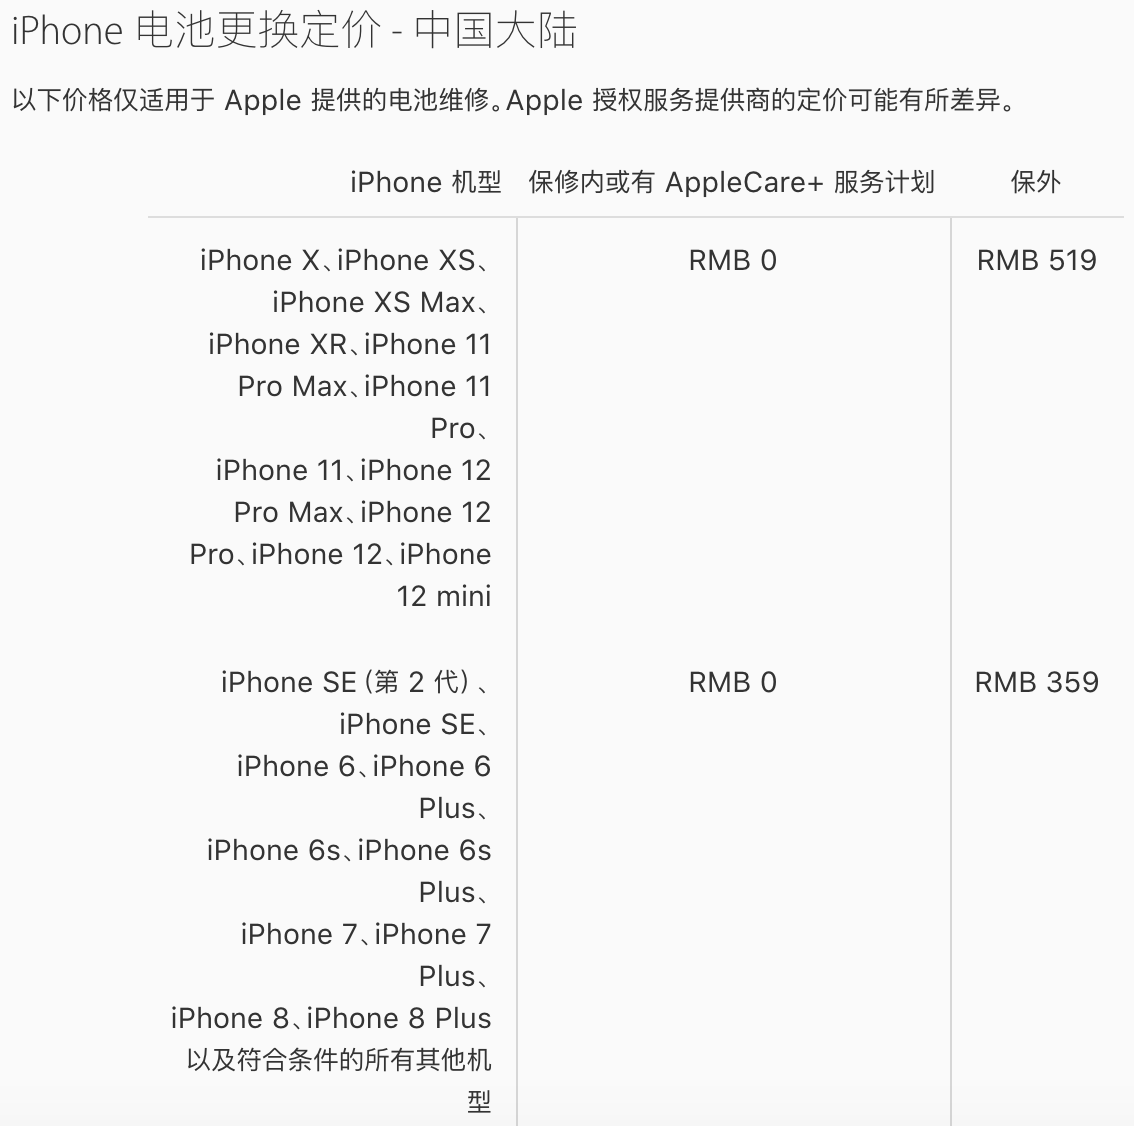 iPhone 电池更换定价 - 中国大陆
以下价格仅适用于 Apple 提供的电池维修。Apple 授权服务提供商的定价可能有所差异。
iPhone 机型 保修内或有 AppleCare+ 服务计划 保外
iPhone X、iPhone XS、 RMB 0 RMB 519
iPhone XS Max、
iPhone XR、iPhone 11
Pro Max、iPhone 11
Pro、
iPhone 11、iPhone 12
Pro Max、iPhone 12
Pro、iPhone 12、iPhone
12 mini
iPhone SE（第 2 代）、 RMB 0 RMB 359
iPhone SE、
iPhone 6、iPhone 6
Plus、
iPhone 6s、iPhone 6s
Plus、
iPhone 7、iPhone 7
Plus、
iPhone 8、iPhone 8 Plus
以及符合条件的所有其他机
型